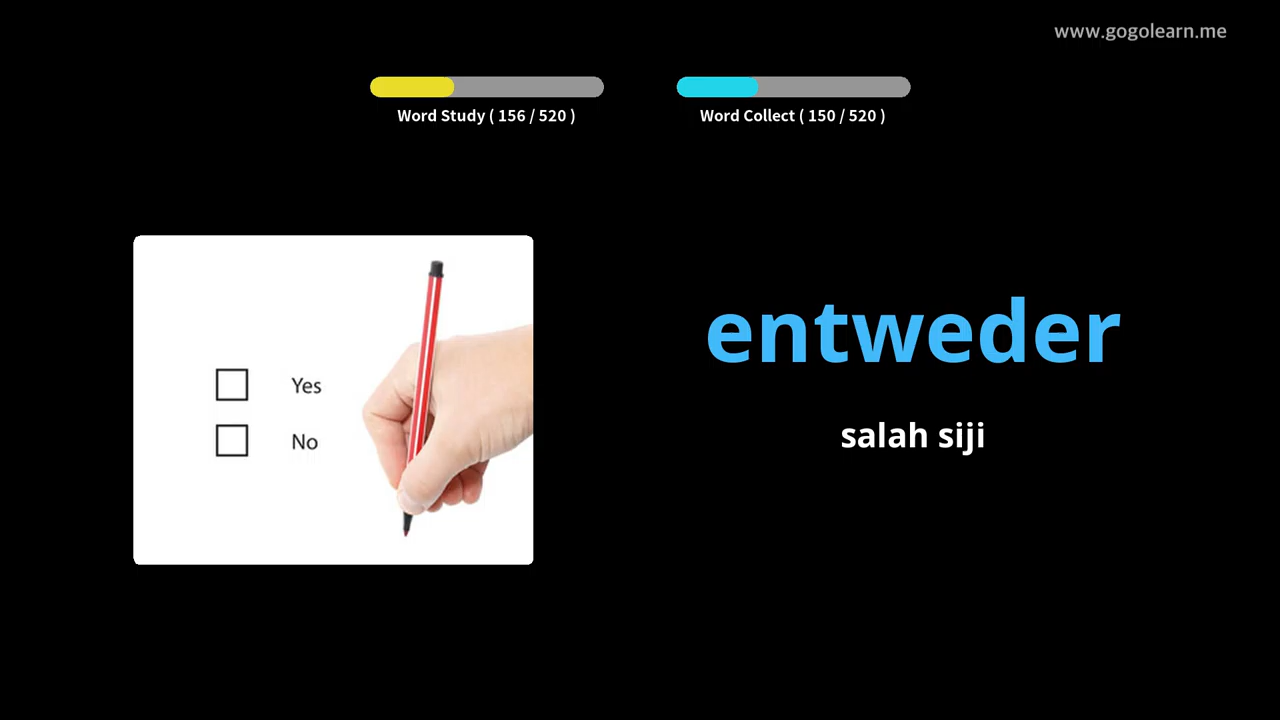 www.gogolearn.me
Word Study ( 156 / 520 )
Word Collect ( 150 / 520 )
Yes
No
entweder
salah siji